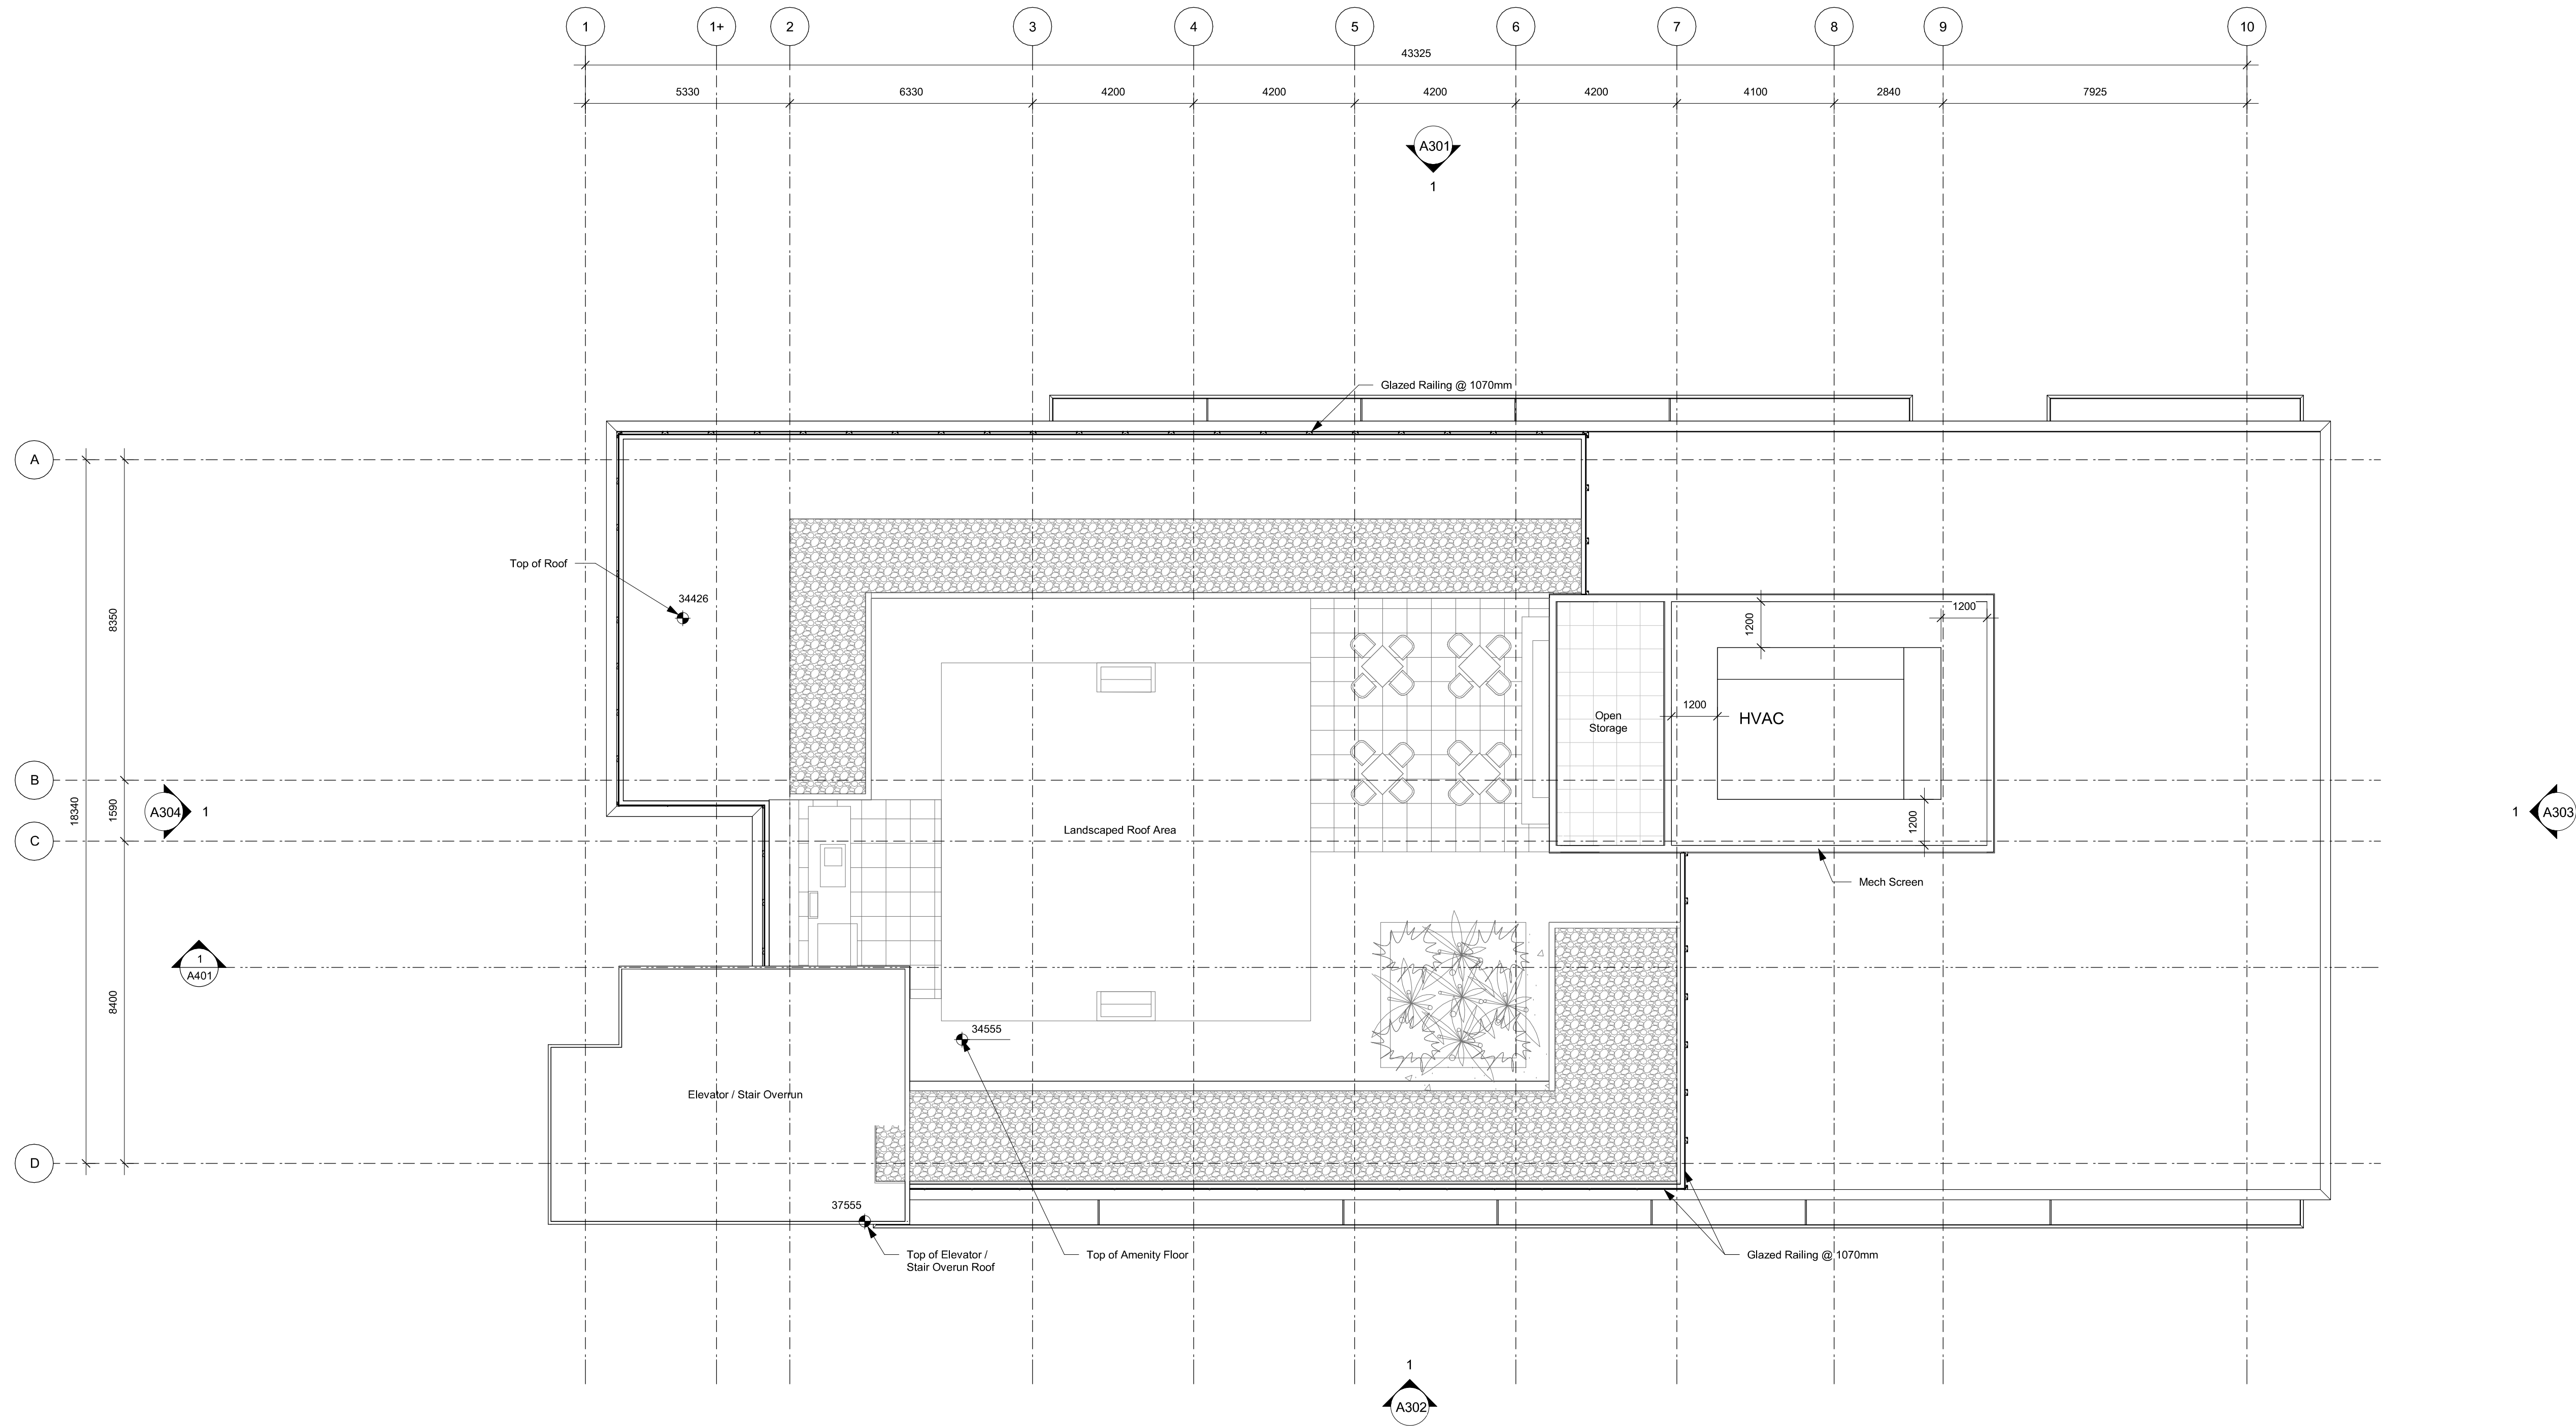 1 1+ 2 3 4 5 6 7 8 9 10
43325
5330 6330 4200 4200 4200 4200 4100 2840 7925
A301
1
Glazed Railing @ 1070mm
A
Top of Roof
34426
1200
1200
8350
1200
HVAC
Open
Storage
B
18340
1590
A304 1
1 A303
1200
Landscaped Roof Area
C
Mech Screen
1
A401
8400
34555
Elevator / Stair Overrun
D
37555
Top of Elevator /
Stair Overun Roof
Top of Amenity Floor
Glazed Railing @ 1070mm
1
A302